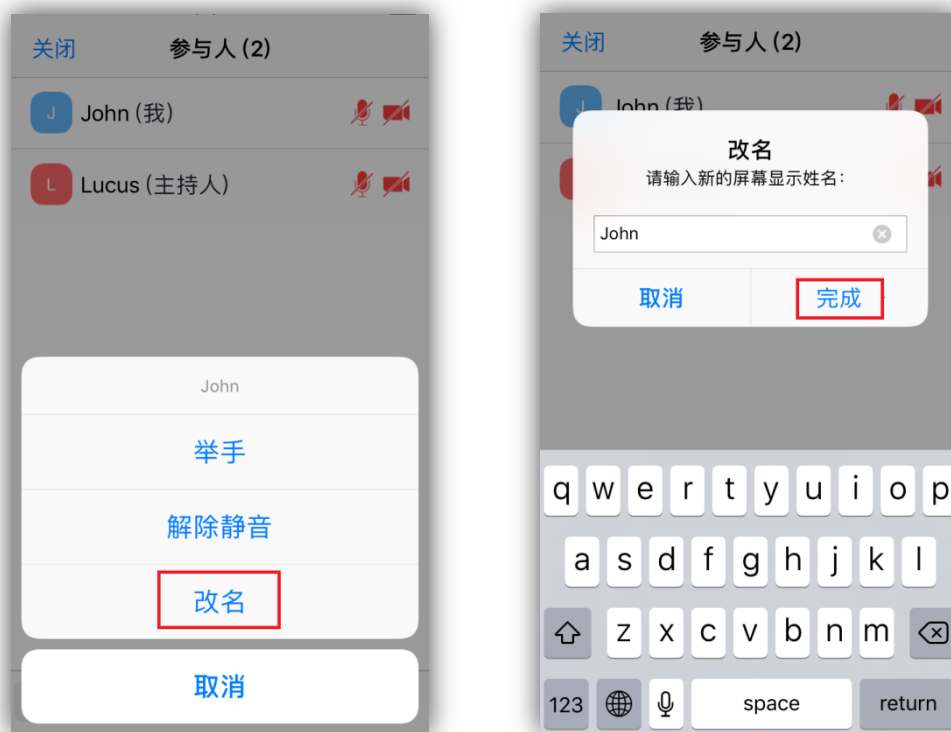 关闭 参与人 (2)
J John (我)
L Lucus (主持人)
John
举手
解除静音
改名
取消
关闭 参与人 (2)
J John (我)
改名
请输入新的屏幕显示姓名:
John
取消 完成
q w e r t y u i o p
a s d f g h j k l
z x c v b n m
123 space return